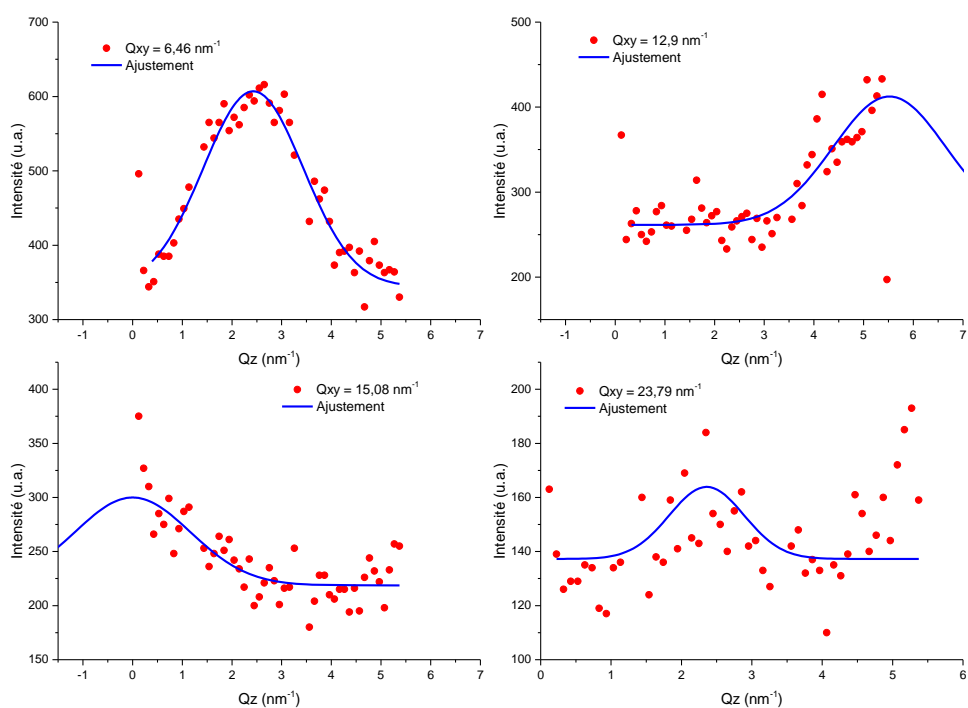 700
600
500
400
300
Intensité (u.a.)
Qxy = 6,46 nm⁻¹
Ajustement
-1 0 1 2 3 4 5 6 7
Qz (nm⁻¹)
500
400
300
200
Intensité (u.a.)
Qxy = 12,9 nm⁻¹
Ajustement
-1 0 1 2 3 4 5 6 7
Qz (nm⁻¹)
400
350
300
250
200
150
Intensité (u.a.)
Qxy = 15,08 nm⁻¹
Ajustement
-1 0 1 2 3 4 5 6 7
Qz (nm⁻¹)
200
180
160
140
120
100
Intensité (u.a.)
Qxy = 23,79 nm⁻¹
Ajustement
0 1 2 3 4 5 6
Qz (nm⁻¹)